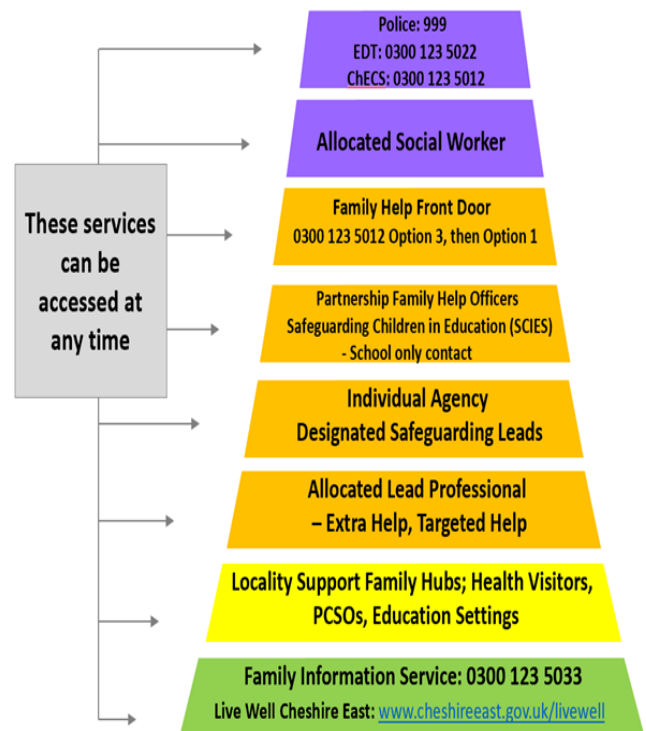 Police: 999
EDT: 0300 123 5022
ChECS: 0300 123 5012
Allocated Social Worker
These services
can be
accessed at
any time
Family Help Front Door
0300 123 5012 Option 3, then Option 1
Partnership Family Help Officers
Safeguarding Children in Education (SCIES)
- School only contact
Individual Agency
Designated Safeguarding Leads
Allocated Lead Professional
– Extra Help, Targeted Help
Locality Support Family Hubs; Health Visitors,
PCSOs, Education Settings
Family Information Service: 0300 123 5033
Live Well Cheshire East: www.cheshireeast.gov.uk/livewell